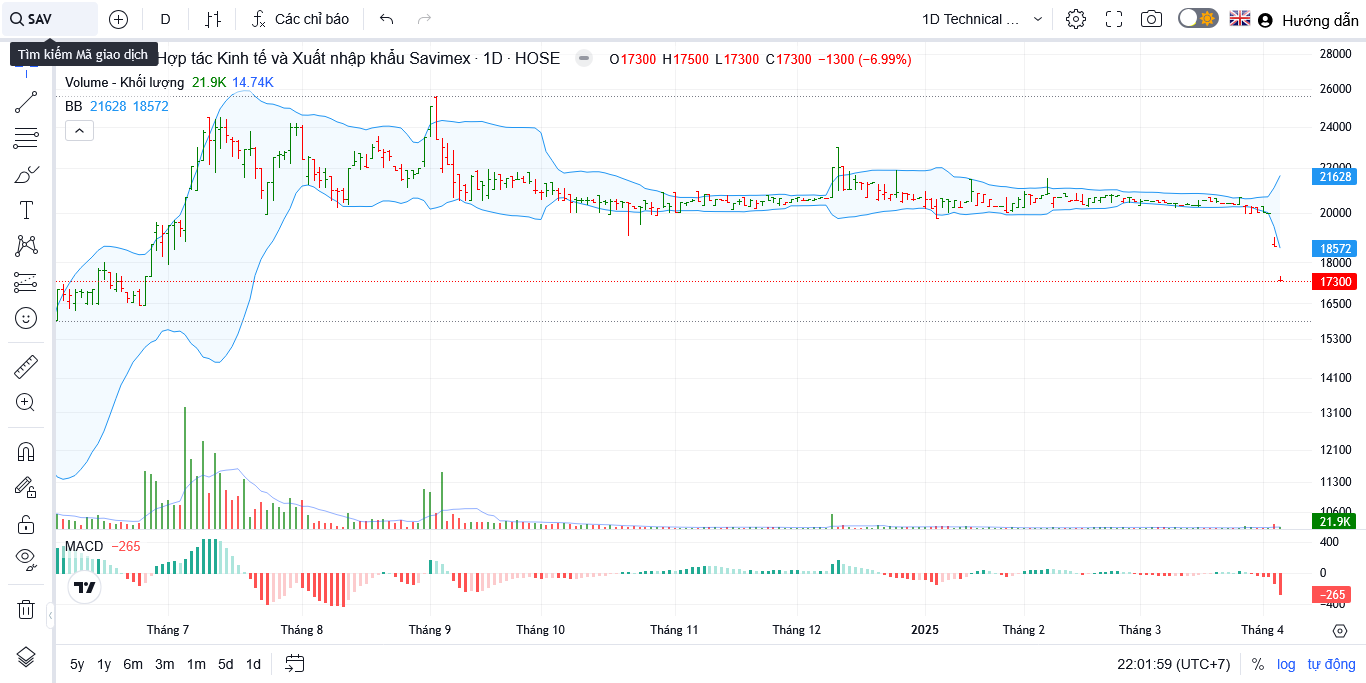 SAV
D
Các chỉ báo
1D Technical ...
Hướng dẫn
Tìm kiếm Mã giao dịch
Hợp tác Kinh tế và Xuất nhập khẩu Savimex · 1D · HOSE
O17300 H17500 L17300 C17300 −1300 (−6.99%)
Volume - Khối lượng 21.9K 14.74K
BB 21628 18572
28000
26000
24000
22000
21628
20000
18572
18000
17300
16500
15300
14100
13100
12100
11300
10600
21.9K
MACD −265
400
0
−265
−400
Tháng 7 Tháng 8 Tháng 9 Tháng 10 Tháng 11 Tháng 12 2025 Tháng 2 Tháng 3 Tháng 4
5y 1y 6m 3m 1m 5d 1d
22:01:59 (UTC+7) % log tự động